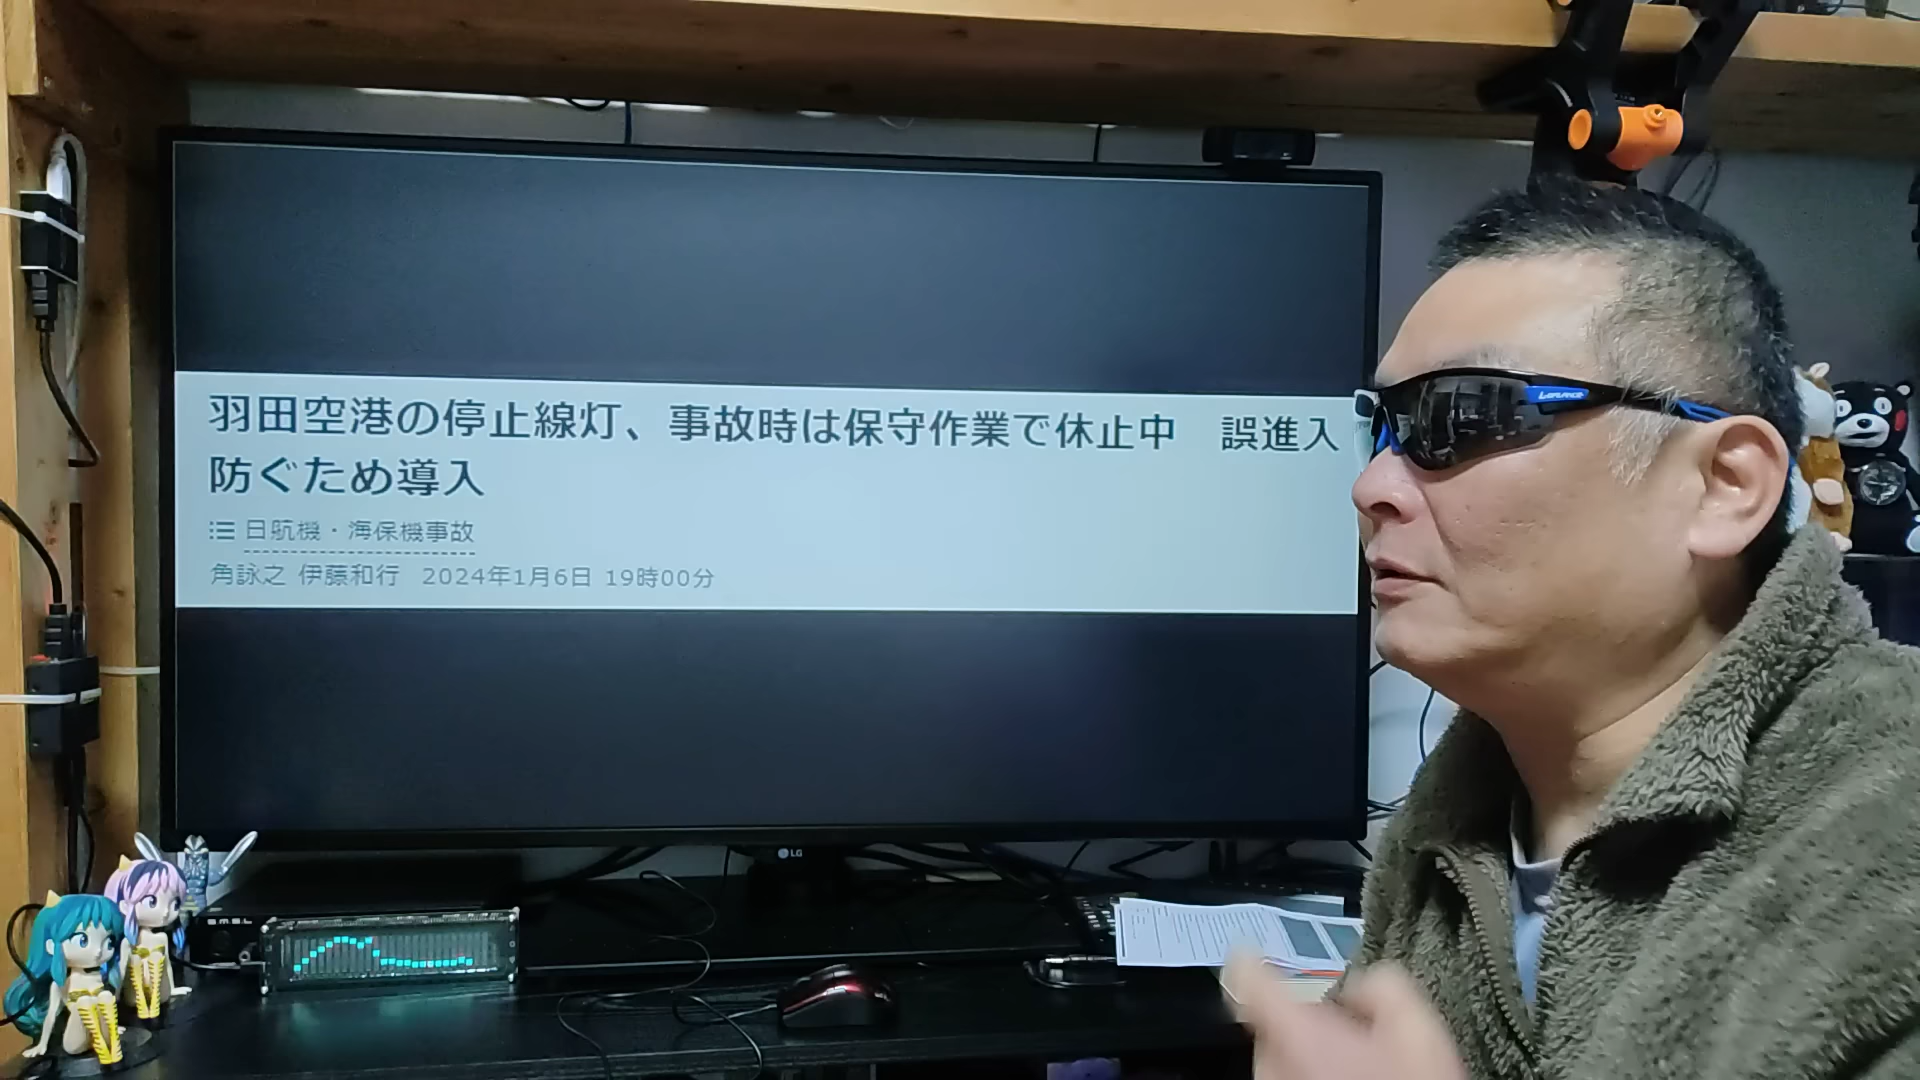 羽田空港の停止線灯、事故時は保守作業で休止中　誤進入
防ぐため導入
日航機・海保機事故
角詠之 伊藤和行 2024年1月6日 19時00分
LG
SMSL